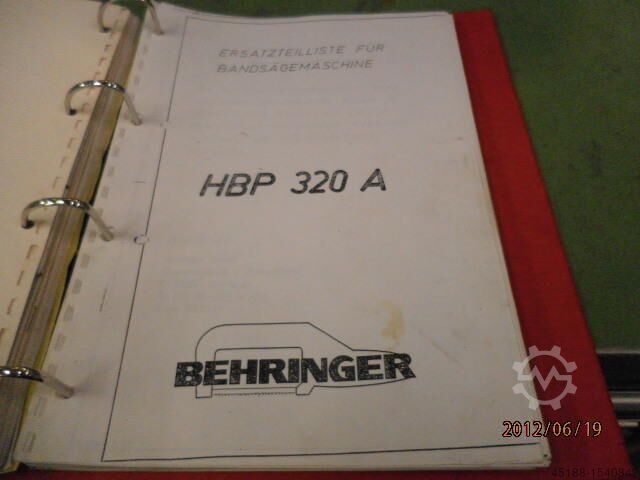 ERSATZTEILLISTE FÜR
BANDSÄGEMASCHINE
HBP 320 A
BEHRINGER
2012/06/19